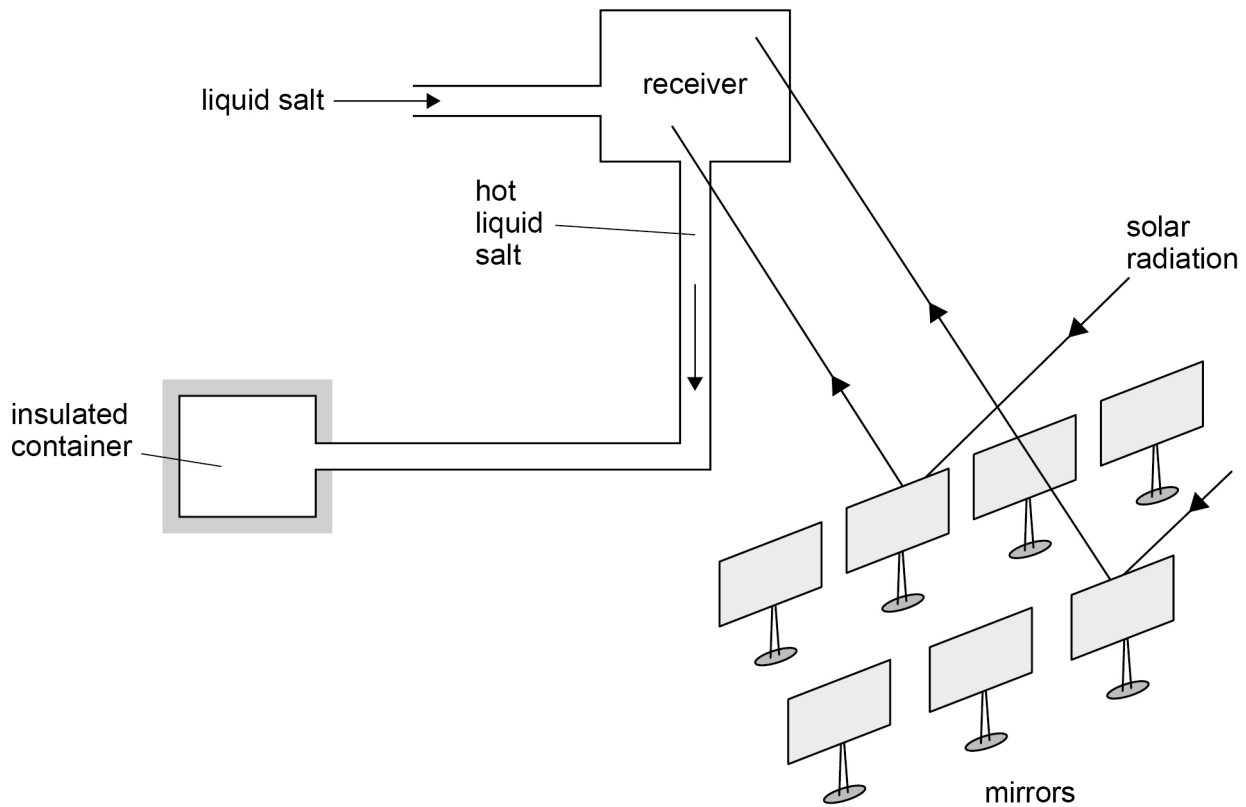 receiver
liquid salt
hot
liquid
salt
solar
radiation
insulated
container
mirrors